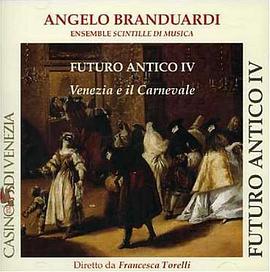 ANGELO BRANDUARDI
ENSEMBLE SCINTILLE DI MUSICA
FUTURO ANTICO IV
Venezia e il Carnevale
CASINO DI VENEZIA
FUTURO ANTICO IV
Diretto da Francesca Torelli